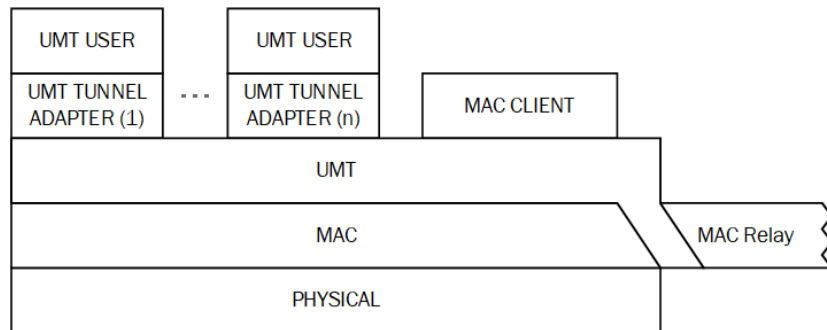 UMT USER
UMT USER
UMT TUNNEL
ADAPTER (1)
...
UMT TUNNEL
ADAPTER (n)
MAC CLIENT
UMT
MAC
MAC Relay
PHYSICAL